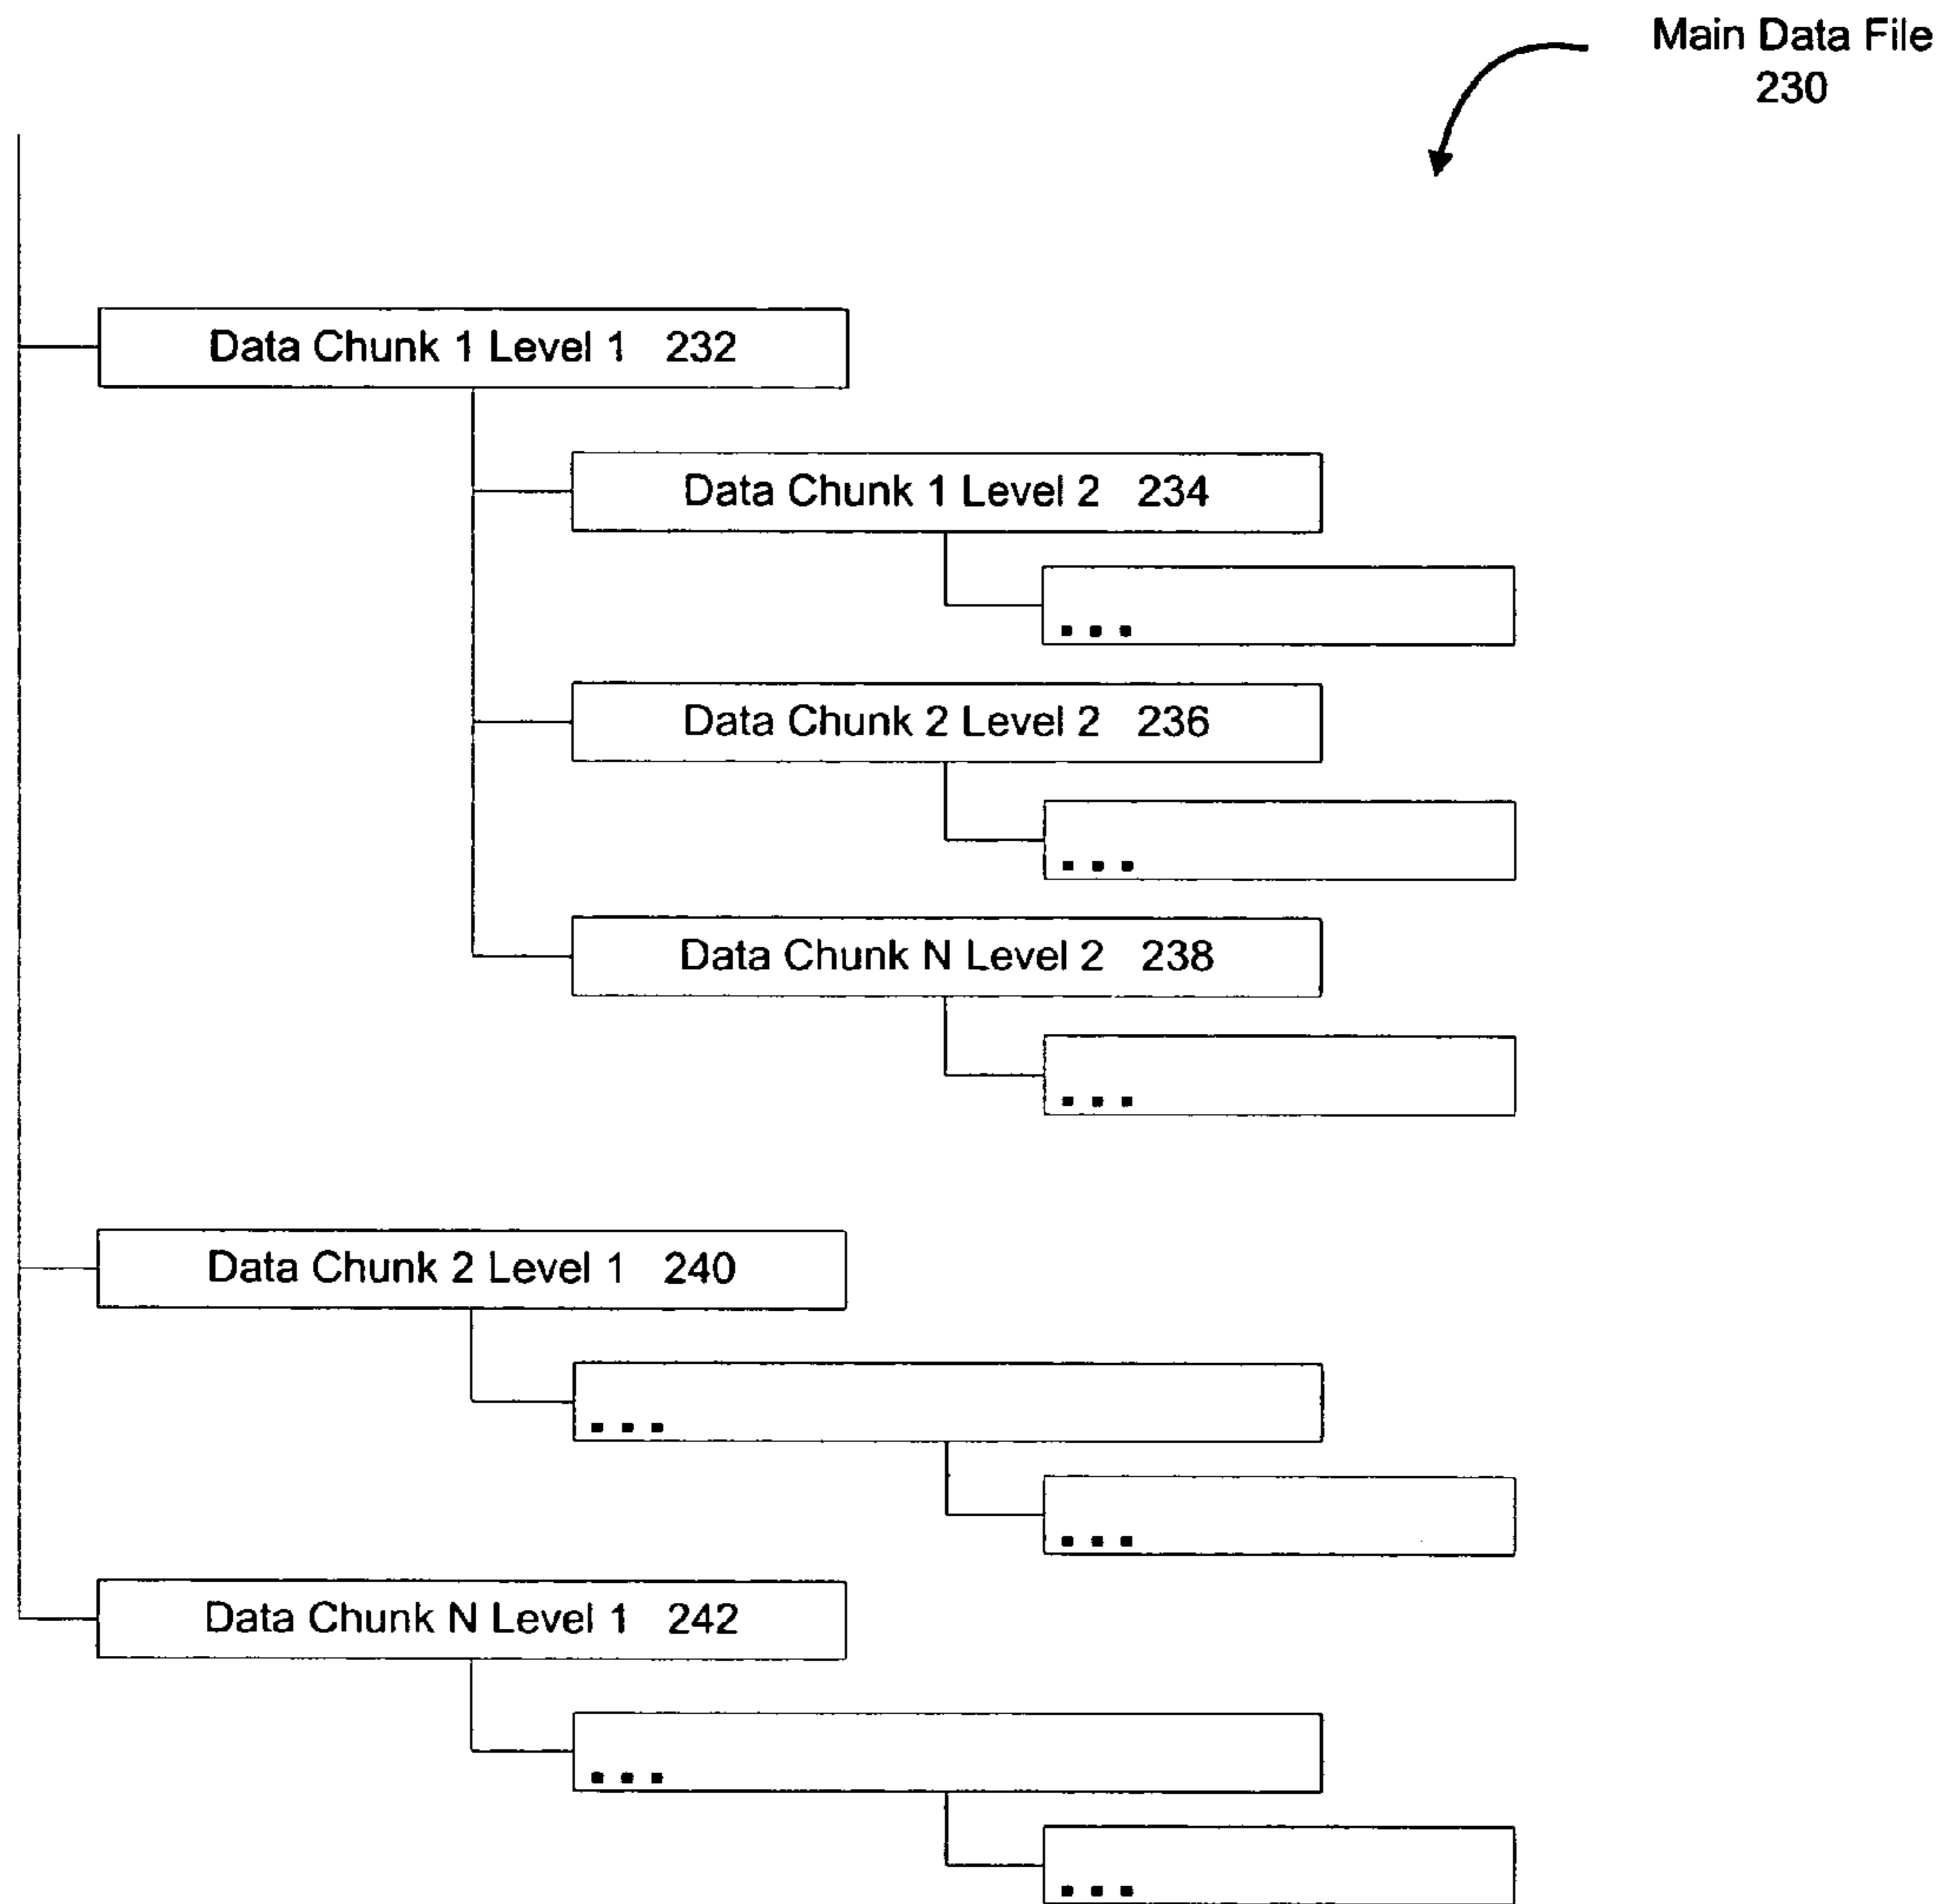 Main Data File
230
Data Chunk 1 Level 1 232
Data Chunk 1 Level 2 234
...
Data Chunk 2 Level 2 236
...
Data Chunk N Level 2 238
...
Data Chunk 2 Level 1 240
...
...
Data Chunk N Level 1 242
...
...